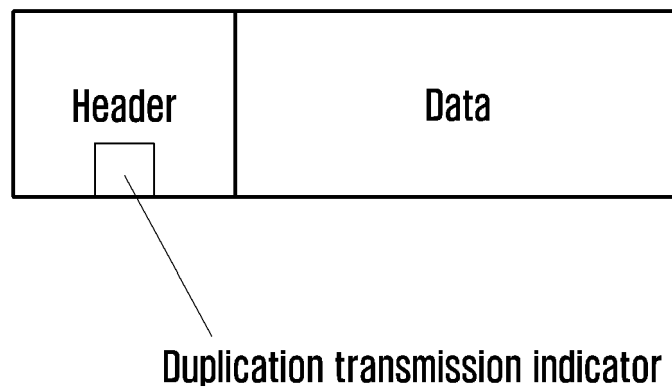 Header
Data
Duplication transmission indicator